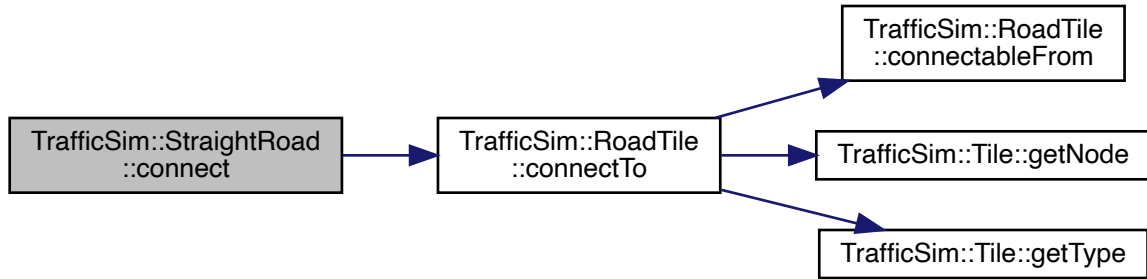 TrafficSim::StraightRoad
::connect
TrafficSim::RoadTile
::connectTo
TrafficSim::RoadTile
::connectableFrom
TrafficSim::Tile::getNode
TrafficSim::Tile::getType